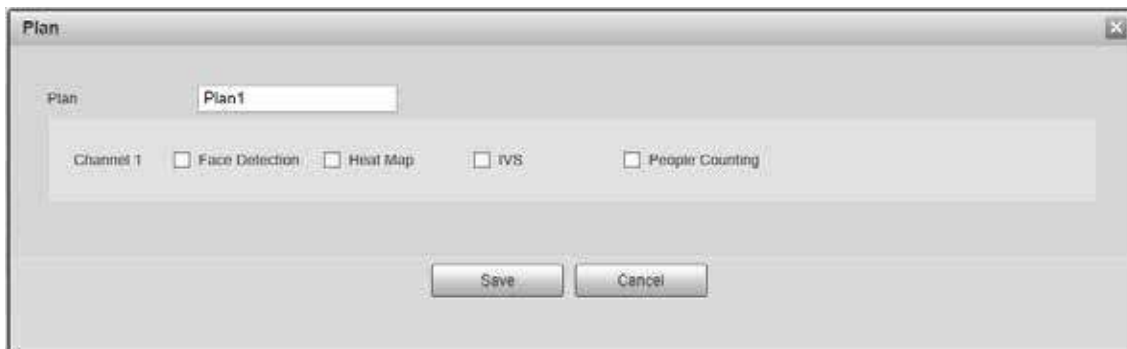 Plan
Plan Plan1
Channel 1 Face Detection Heat Map IVS People Counting
Save Cancel